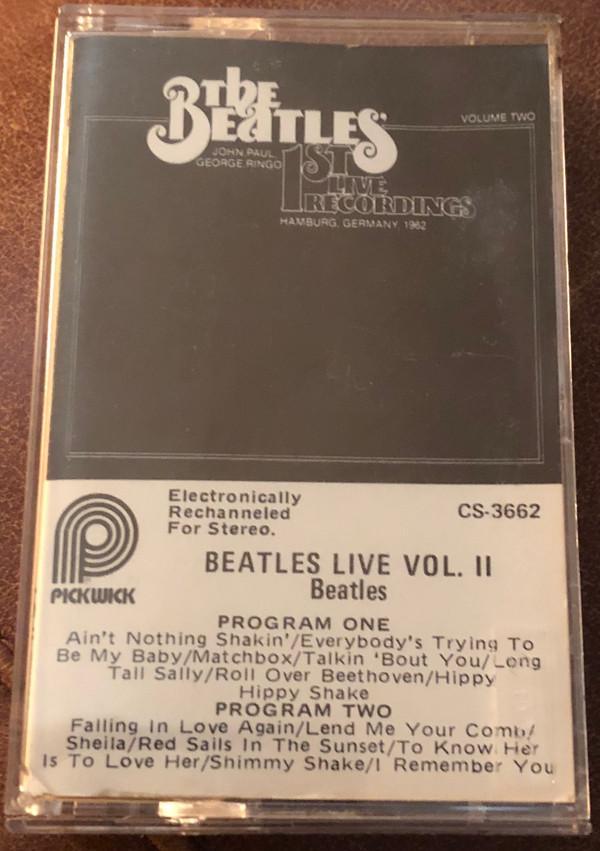 The
BEATLES
VOLUME TWO
JOHN, PAUL,
GEORGE, RINGO
1ST
LIVE
RECORDINGS
HAMBURG, GERMANY, 1962
Electronically
Rechanneled
For Stereo.
CS-3662
PICKWICK
BEATLES LIVE VOL. II
Beatles
PROGRAM ONE
Ain't Nothing Shakin'/Everybody's Trying To
Be My Baby/Matchbox/Talkin 'Bout You/Long
Tall Sally/Roll Over Beethoven/Hippy
Hippy Shake
PROGRAM TWO
Falling In Love Again/Lend Me Your Comb/
Sheila/Red Sails In The Sunset/To Know Her
Is To Love Her/Shimmy Shake/I Remember You